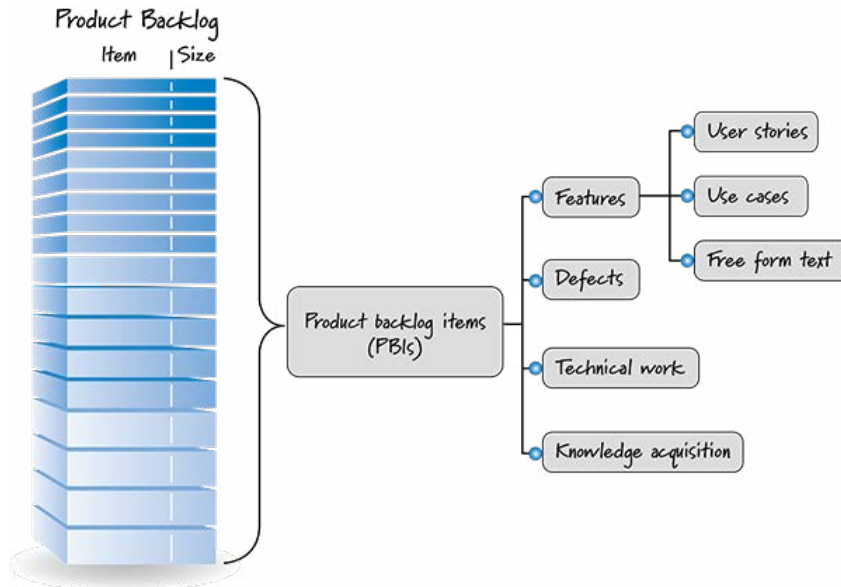 Product Backlog
Item | Size
Product backlog items
(PBIs)
Features
Defects
Technical work
Knowledge acquisition
User stories
Use cases
Free form text